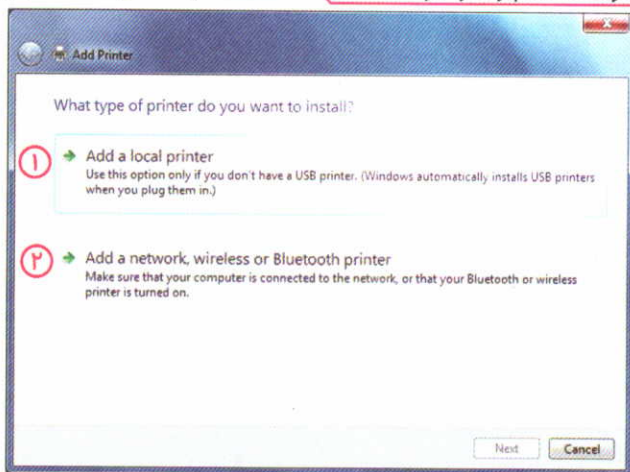 Add Printer
What type of printer do you want to install?
۱
Add a local printer
Use this option only if you don't have a USB printer. (Windows automatically installs USB printers
when you plug them in.)
۲
Add a network, wireless or Bluetooth printer
Make sure that your computer is connected to the network, or that your Bluetooth or wireless
printer is turned on.
Next
Cancel